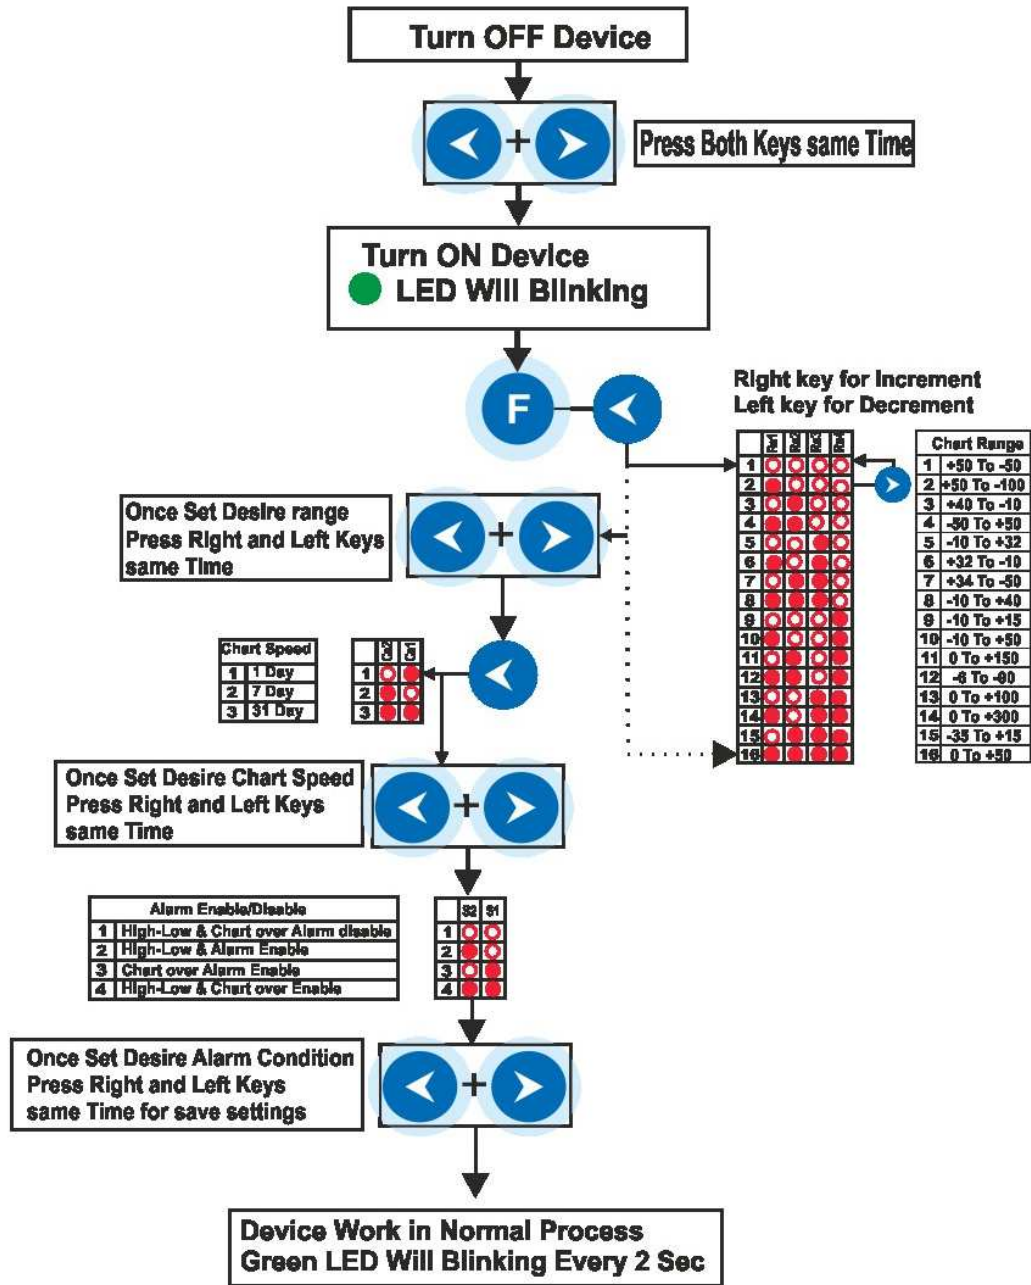 Turn OFF Device
+
Press Both Keys same Time
Turn ON Device
LED Will Blinking
F
Right key for Increment
Left key for Decrement
Ra1 Ra2 Ra3 Ra4
1
2
3
4
5
6
7
8
9
10
11
12
13
14
15
16
Chart Range
1 +50 To -50
2 +50 To -100
3 +40 To -10
4 -50 To +50
5 -10 To +32
6 +32 To -10
7 +34 To -50
8 -10 To +40
9 -10 To +15
10 -10 To +50
11 0 To +150
12 -6 To -80
13 0 To +100
14 0 To +300
15 -35 To +15
16 0 To +50
Once Set Desire range
Press Right and Left Keys
same Time
+
Chart Speed
1 1 Day
2 7 Day
3 31 Day
Cs2 Cs1
1
2
3
Once Set Desire Chart Speed
Press Right and Left Keys
same Time
+
Alarm Enable/Disable
1 High-Low & Chart over Alarm disable
2 High-Low & Alarm Enable
3 Chart over Alarm Enable
4 High-Low & Chart over Enable
S2 S1
1
2
3
4
Once Set Desire Alarm Condition
Press Right and Left Keys
same Time for save settings
+
Device Work in Normal Process
Green LED Will Blinking Every 2 Sec